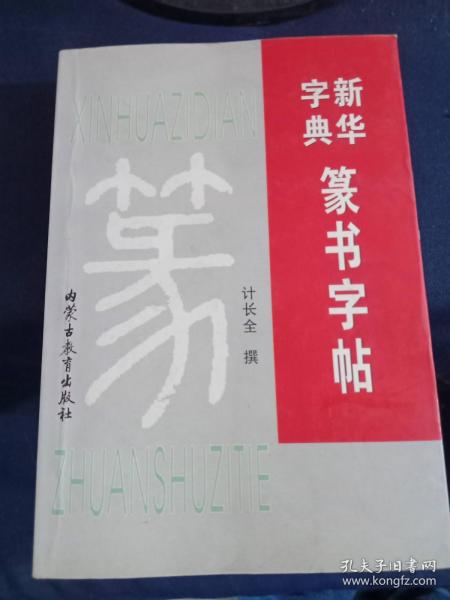 新华
字典
篆书字帖
XINHUAZIDIAN
篆
计长全 撰
内蒙古教育出版社
ZHUANSHUZITIE
孔夫子旧书网
www.kongfz.com